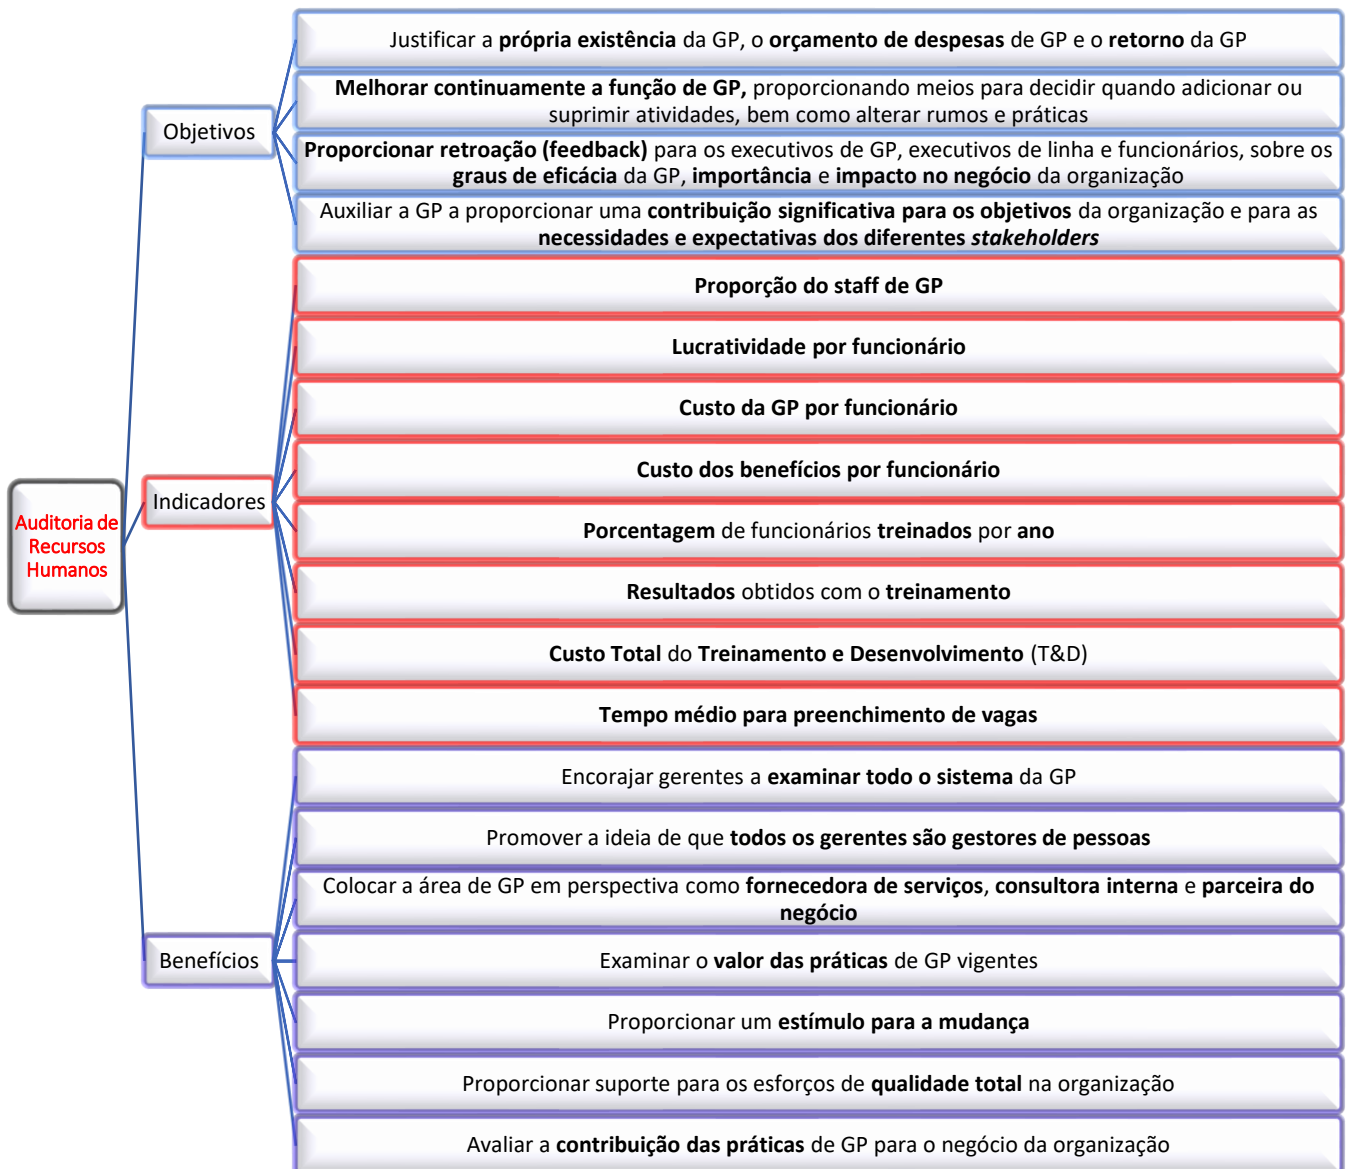 Auditoria de
Recursos
Humanos
Objetivos
Justificar a própria existência da GP, o orçamento de despesas de GP e o retorno da GP
Melhorar continuamente a função de GP, proporcionando meios para decidir quando adicionar ou
suprimir atividades, bem como alterar rumos e práticas
Proporcionar retroação (feedback) para os executivos de GP, executivos de linha e funcionários, sobre os
graus de eficácia da GP, importância e impacto no negócio da organização
Auxiliar a GP a proporcionar uma contribuição significativa para os objetivos da organização e para as
necessidades e expectativas dos diferentes stakeholders
Indicadores
Proporção do staff de GP
Lucratividade por funcionário
Custo da GP por funcionário
Custo dos benefícios por funcionário
Porcentagem de funcionários treinados por ano
Resultados obtidos com o treinamento
Custo Total do Treinamento e Desenvolvimento (T&D)
Tempo médio para preenchimento de vagas
Benefícios
Encorajar gerentes a examinar todo o sistema da GP
Promover a ideia de que todos os gerentes são gestores de pessoas
Colocar a área de GP em perspectiva como fornecedora de serviços, consultora interna e parceira do
negócio
Examinar o valor das práticas de GP vigentes
Proporcionar um estímulo para a mudança
Proporcionar suporte para os esforços de qualidade total na organização
Avaliar a contribuição das práticas de GP para o negócio da organização